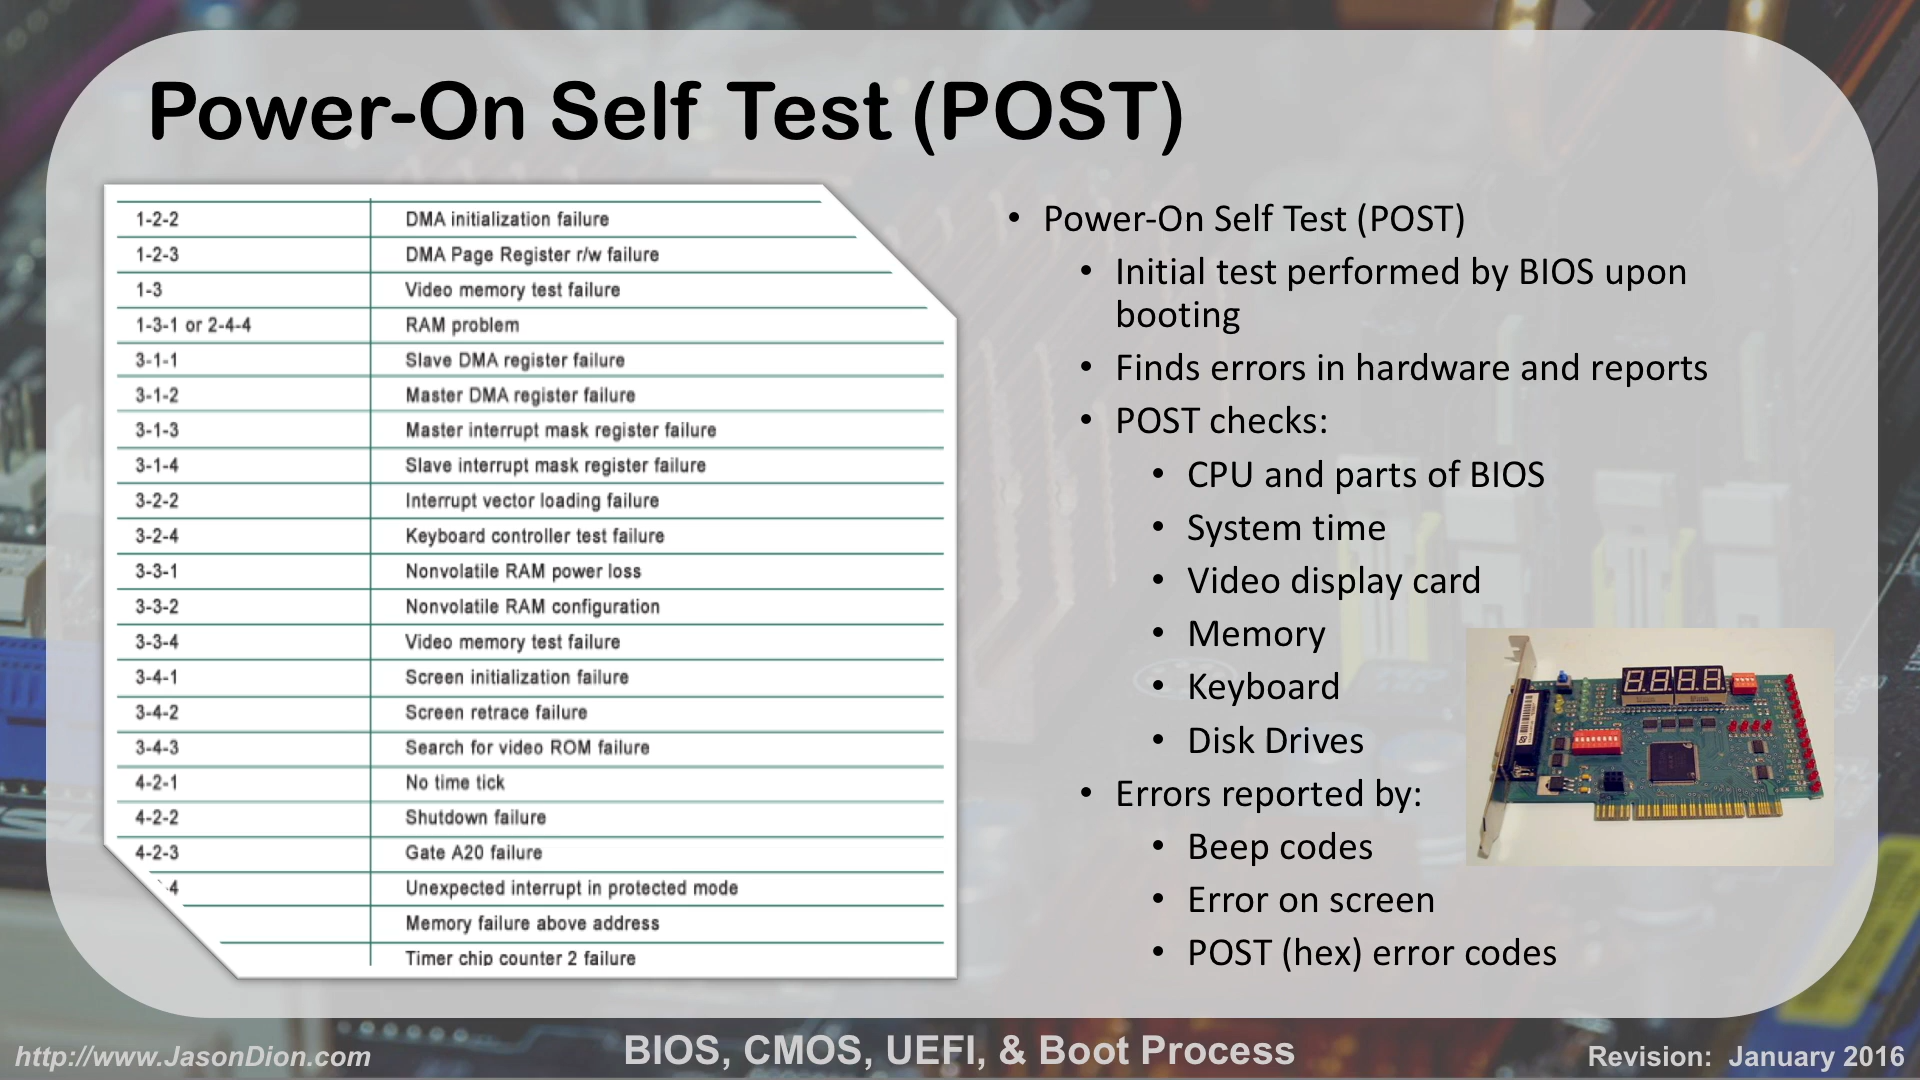 Power-On Self Test (POST)
1-2-2 DMA initialization failure
1-2-3 DMA Page Register r/w failure
1-3 Video memory test failure
1-3-1 or 2-4-4 RAM problem
3-1-1 Slave DMA register failure
3-1-2 Master DMA register failure
3-1-3 Master interrupt mask register failure
3-1-4 Slave interrupt mask register failure
3-2-2 Interrupt vector loading failure
3-2-4 Keyboard controller test failure
3-3-1 Nonvolatile RAM power loss
3-3-2 Nonvolatile RAM configuration
3-3-4 Video memory test failure
3-4-1 Screen initialization failure
3-4-2 Screen retrace failure
3-4-3 Search for video ROM failure
4-2-1 No time tick
4-2-2 Shutdown failure
4-2-3 Gate A20 failure
-4 Unexpected interrupt in protected mode
Memory failure above address
Timer chip counter 2 failure
• Power-On Self Test (POST)
• Initial test performed by BIOS upon
booting
• Finds errors in hardware and reports
• POST checks:
• CPU and parts of BIOS
• System time
• Video display card
• Memory
• Keyboard
• Disk Drives
• Errors reported by:
• Beep codes
• Error on screen
• POST (hex) error codes
http://www.JasonDion.com
BIOS, CMOS, UEFI, & Boot Process
Revision: January 2016